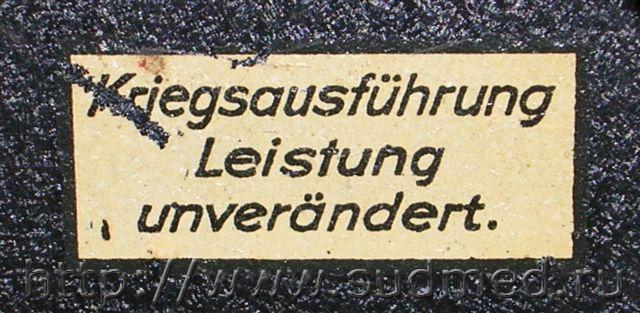 Kriegsausführung
Leistung
unverändert.
http://www.sudmed.ru